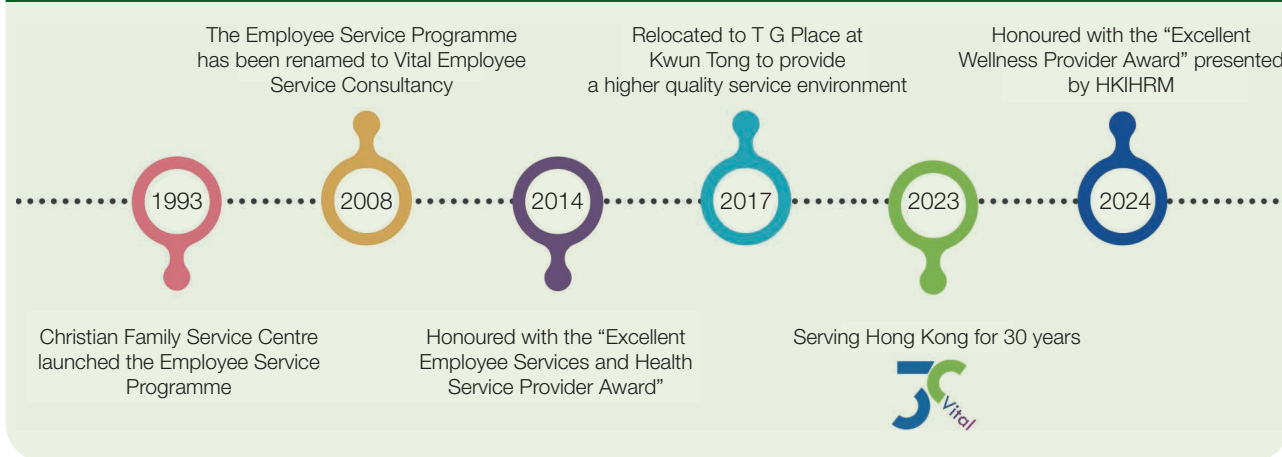 The Employee Service Programme
has been renamed to Vital Employee
Service Consultancy
Relocated to T G Place at
Kwun Tong to provide
a higher quality service environment
Honoured with the “Excellent
Wellness Provider Award” presented
by HKIHRM
1993
2008
2014
2017
2023
2024
Christian Family Service Centre
launched the Employee Service
Programme
Honoured with the “Excellent
Employee Services and Health
Service Provider Award”
Serving Hong Kong for 30 years
30
Vital